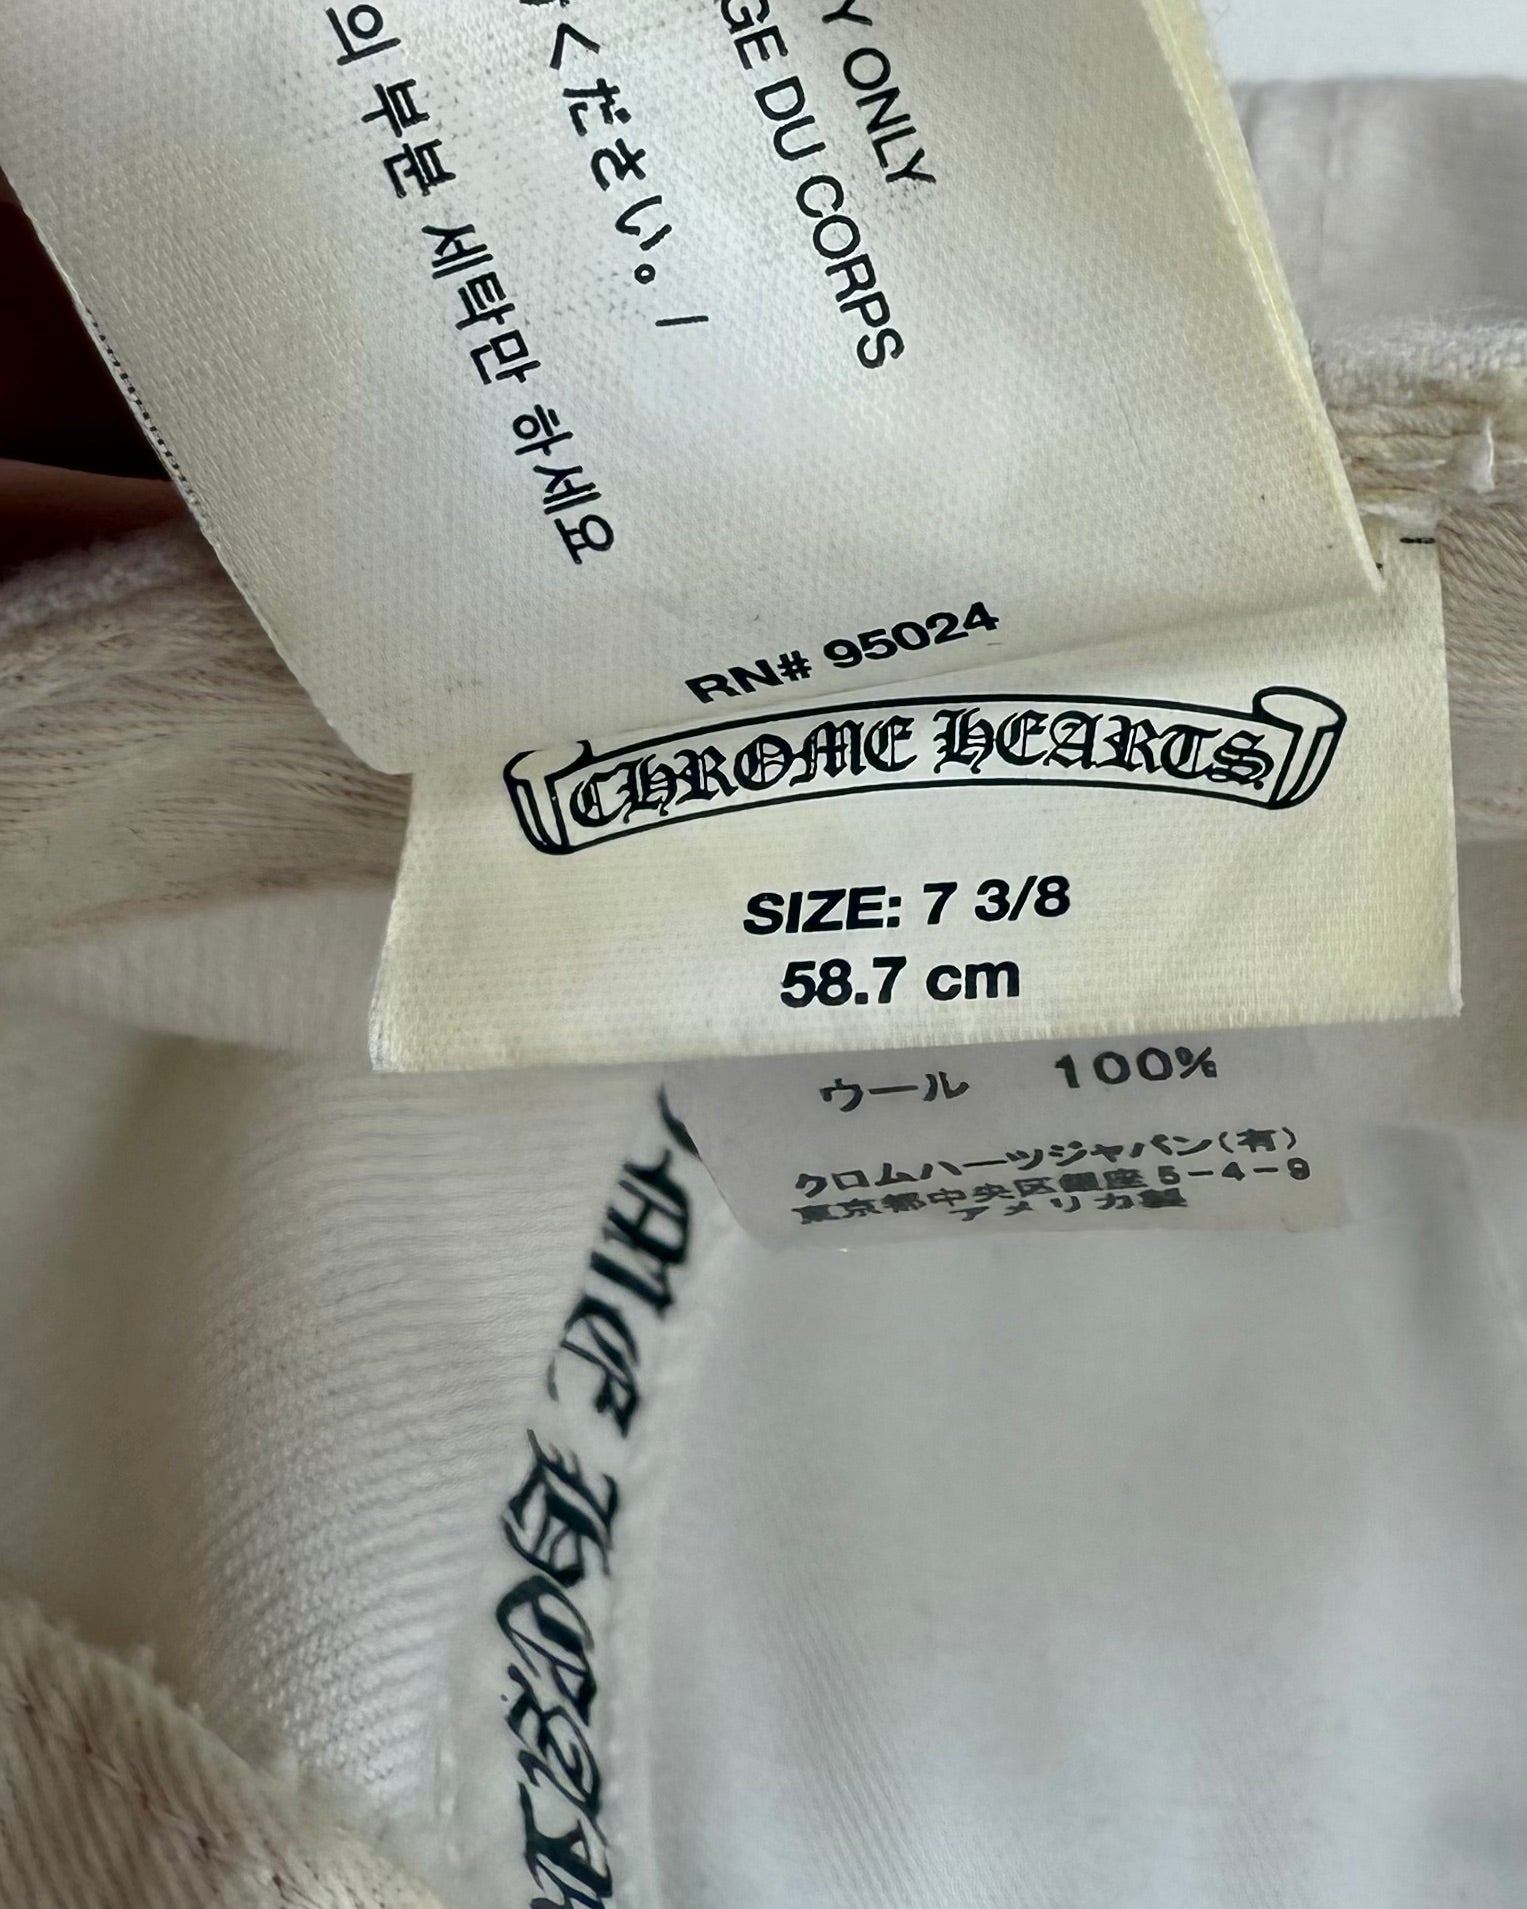 Y ONLY
GE DU CORPS
ください。/
의 부분 세탁만 하세요
RN# 95024
CHROME HEARTS
SIZE: 7 3/8
58.7 cm
ウール 100%
クロムハーツジャパン(有)
東京都中央区銀座 5-4-9
アメリカ製